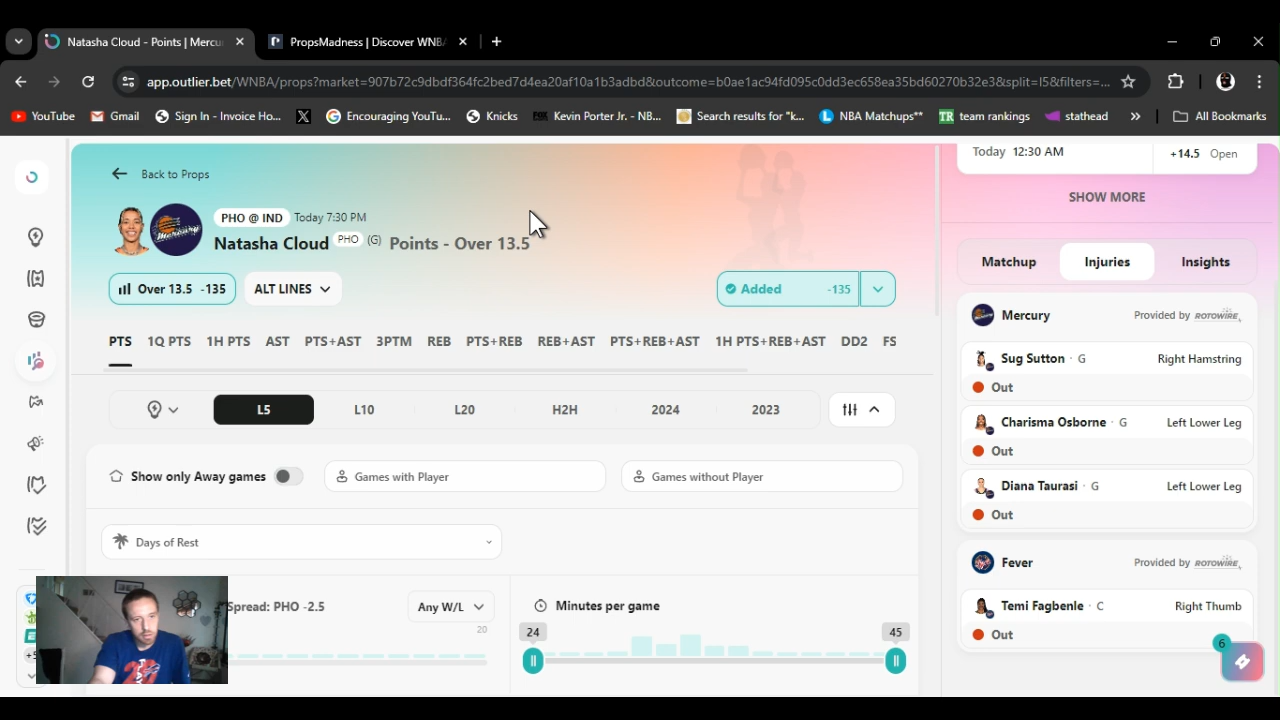 Natasha Cloud - Points | Mercu
PropsMadness | Discover WNB
app.outlier.bet/WNBA/props?market=907b72c9dbdf364fc2bed7d4ea20af10a1b3adbd&outcome=b0ae1ac94fd095c0dd3ec658ea35bd60270b32e3&split=l5&filters=...
YouTube
Gmail
Sign In - Invoice Ho...
Encouraging YouTu...
Knicks
Kevin Porter Jr. - NB...
Search results for "k...
NBA Matchups**
TR team rankings
stathead
»
All Bookmarks
Back to Props
PHO @ IND Today 7:30 PM
Natasha Cloud PHO (G) Points - Over 13.5
Over 13.5 -135
ALT LINES
Added -135
PTS 1Q PTS 1H PTS AST PTS+AST 3PTM REB PTS+REB REB+AST PTS+REB+AST 1H PTS+REB+AST DD2 FS
L5 L10 L20 H2H 2024 2023
Show only Away games
Games with Player
Games without Player
Days of Rest
Spread: PHO -2.5
Any W/L
20
Minutes per game
24 45
Today 12:30 AM
+14.5 Open
SHOW MORE
Matchup Injuries Insights
Mercury Provided by ROTOWIRE
Sug Sutton · G Right Hamstring
Out
Charisma Osborne · G Left Lower Leg
Out
Diana Taurasi · G Left Lower Leg
Out
Fever Provided by ROTOWIRE
Temi Fagbenle · C Right Thumb
Out
6